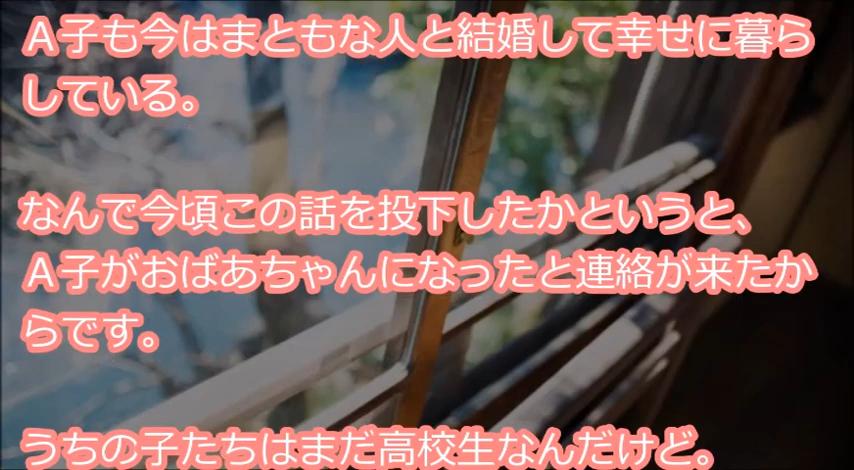 Ａ子も今はまともな人と結婚して幸せに暮ら
している。
なんで今頃この話を投下したかというと、
Ａ子がおばあちゃんになったと連絡が来たか
らです。
うちの子たちはまだ高校生なんだけど。